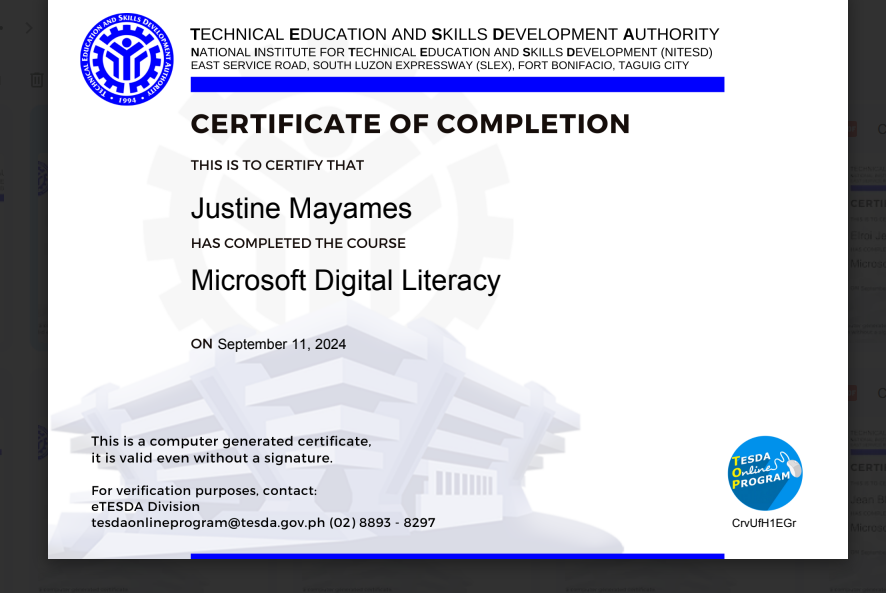 TECHNICAL EDUCATION AND SKILLS DEVELOPMENT AUTHORITY
NATIONAL INSTITUTE FOR TECHNICAL EDUCATION AND SKILLS DEVELOPMENT (NITESD)
EAST SERVICE ROAD, SOUTH LUZON EXPRESSWAY (SLEX), FORT BONIFACIO, TAGUIG CITY
TECHNICAL EDUCATION AND SKILLS DEVELOPMENT AUTHORITY
• 1994 •
CERTIFICATE OF COMPLETION
THIS IS TO CERTIFY THAT
Justine Mayames
HAS COMPLETED THE COURSE
Microsoft Digital Literacy
ON September 11, 2024
This is a computer generated certificate,
it is valid even without a signature.
For verification purposes, contact:
eTESDA Division
tesdaonlineprogram@tesda.gov.ph (02) 8893 - 8297
TESDA
Online
PROGRAM
CrvUfH1EGr